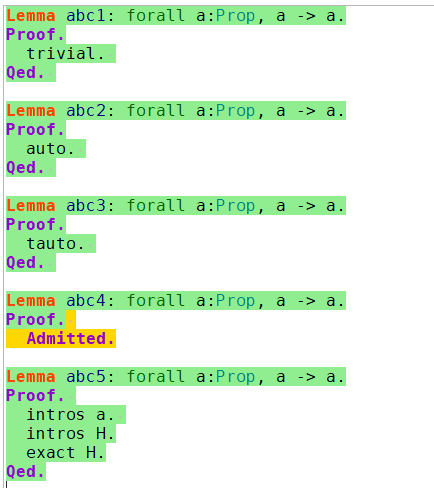 Lemma abc1: forall a:Prop, a -> a.
Proof.
  trivial.
Qed.

Lemma abc2: forall a:Prop, a -> a.
Proof.
  auto.
Qed.

Lemma abc3: forall a:Prop, a -> a.
Proof.
  tauto.
Qed.

Lemma abc4: forall a:Prop, a -> a.
Proof.
  Admitted.

Lemma abc5: forall a:Prop, a -> a.
Proof.
  intros a.
  intros H.
  exact H.
Qed.